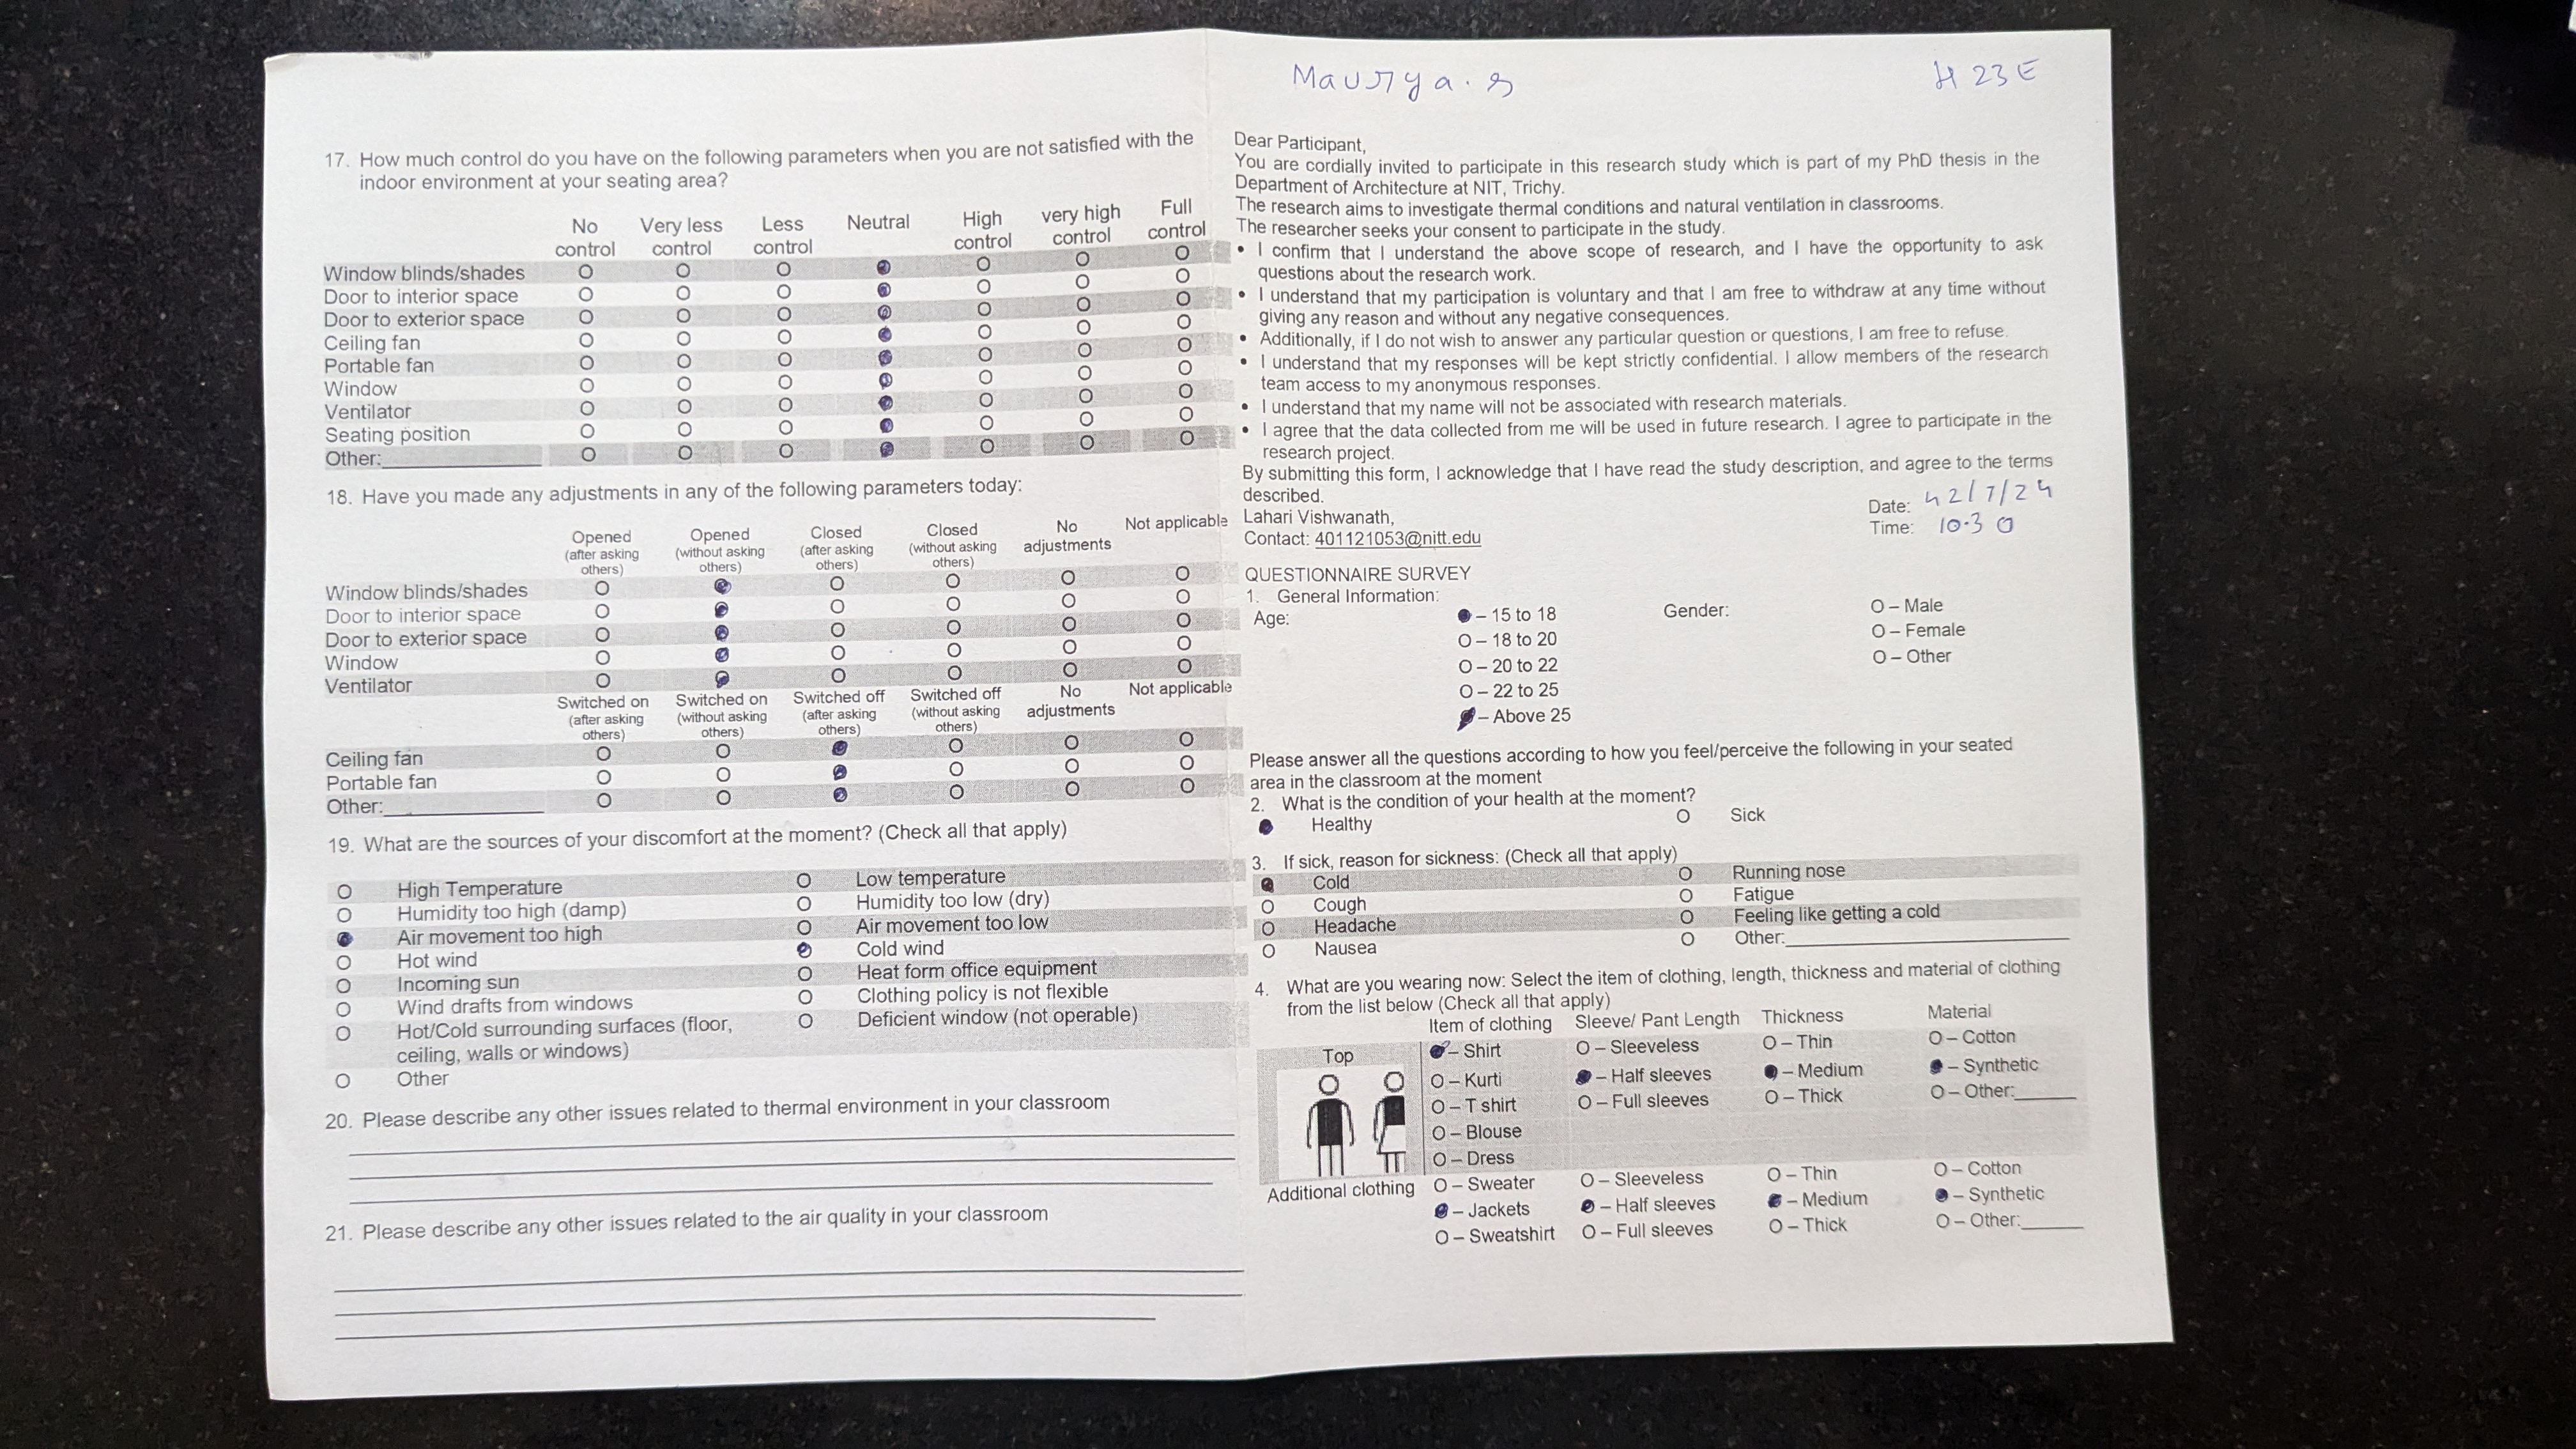 17. How much control do you have on the following parameters when you are not satisfied with the
indoor environment at your seating area?
No control Very less control Less control Neutral High control very high control Full control
Window blinds/shades O O O O O O
Door to interior space O O O O O O
Door to exterior space O O O O O O
Ceiling fan O O O O O O
Portable fan O O O O O O
Window O O O O O O
Ventilator O O O O O O
Seating position O O O O O O
Other: O O O O O O
18. Have you made any adjustments in any of the following parameters today:
Opened (after asking others) Opened (without asking others) Closed (after asking others) Closed (without asking others) No adjustments Not applicable
Window blinds/shades O O O O O
Door to interior space O O O O O
Door to exterior space O O O O O
Window O O O O O
Ventilator O O O O O
Switched on (after asking others) Switched on (without asking others) Switched off (after asking others) Switched off (without asking others) No adjustments Not applicable
Ceiling fan O O O O O
Portable fan O O O O O
Other: O O O O O
19. What are the sources of your discomfort at the moment? (Check all that apply)
O High Temperature O Low temperature
O Humidity too high (damp) O Humidity too low (dry)
Air movement too high O Air movement too low
O Hot wind Cold wind
O Incoming sun O Heat form office equipment
O Wind drafts from windows O Clothing policy is not flexible
O Hot/Cold surrounding surfaces (floor, O Deficient window (not operable)
ceiling, walls or windows)
O Other
20. Please describe any other issues related to thermal environment in your classroom
21. Please describe any other issues related to the air quality in your classroom
Maurya. S H 23E
Dear Participant,
You are cordially invited to participate in this research study which is part of my PhD thesis in the
Department of Architecture at NIT, Trichy.
The research aims to investigate thermal conditions and natural ventilation in classrooms.
The researcher seeks your consent to participate in the study.
• I confirm that I understand the above scope of research, and I have the opportunity to ask
questions about the research work.
• I understand that my participation is voluntary and that I am free to withdraw at any time without
giving any reason and without any negative consequences.
• Additionally, if I do not wish to answer any particular question or questions, I am free to refuse.
• I understand that my responses will be kept strictly confidential. I allow members of the research
team access to my anonymous responses.
• I understand that my name will not be associated with research materials.
• I agree that the data collected from me will be used in future research. I agree to participate in the
research project.
By submitting this form, I acknowledge that I have read the study description, and agree to the terms
described.
Date:
Lahari Vishwanath,
Time: 10.30
Contact: 401121053@nitt.edu
QUESTIONNAIRE SURVEY
1. General Information:
Age: – 15 to 18 Gender: O – Male
O – 18 to 20 O – Female
O – 20 to 22 O – Other
O – 22 to 25
– Above 25
Please answer all the questions according to how you feel/perceive the following in your seated
area in the classroom at the moment
2. What is the condition of your health at the moment?
Healthy O Sick
3. If sick, reason for sickness: (Check all that apply)
Cold O Running nose
O Cough O Fatigue
O Headache O Feeling like getting a cold
O Nausea O Other:
4. What are you wearing now: Select the item of clothing, length, thickness and material of clothing
from the list below (Check all that apply)
Item of clothing Sleeve/ Pant Length Thickness Material
Top – Shirt O – Sleeveless O – Thin O – Cotton
O – Kurti – Half sleeves – Medium – Synthetic
O – T shirt O – Full sleeves O – Thick O – Other:
O – Blouse
O – Dress
Additional clothing O – Sweater O – Sleeveless O – Thin O – Cotton
– Jackets – Half sleeves – Medium – Synthetic
O – Sweatshirt O – Full sleeves O – Thick O – Other: